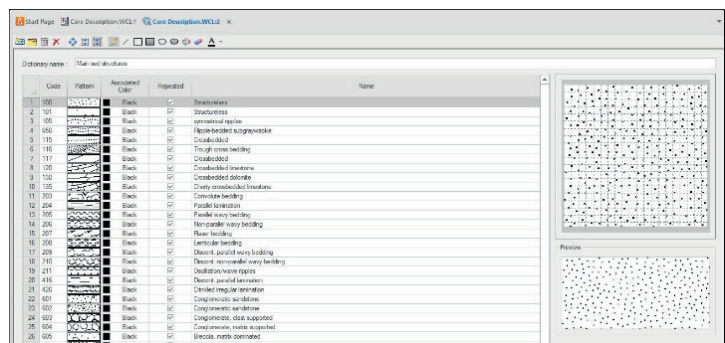 Start Page Core Description.WCL:1 Core Description.WCL:2 ×
Dictionary name : Main sed structures
Code Pattern Associated Color Repeated Name
1 100 Black Structureless
2 101 Black Structureless
3 105 Black symmetrical ripples
4 656 Black Ripple-bedded subgraywacke
5 115 Black Crossbedded
6 116 Black Trough cross bedding
7 117 Black Crossbedded
8 120 Black Crossbedded limestone
9 130 Black Crossbedded dolomite
10 135 Black Cherty crossbedded limestone
11 203 Black Convolute bedding
12 204 Black Parallel lamination
13 205 Black Parallel wavy bedding
14 206 Black Non-parallel wavy bedding
15 207 Black Flaser bedding
16 208 Black Lenticular bedding
17 209 Black Discont. parallel wavy bedding
18 210 Black Discont. non-parallel wavy bedding
19 211 Black Oscillation/wave ripples
20 416 Black Discont. parallel lamination
21 426 Black Crinkled irregular lamination
22 601 Black Conglomeratic sandstone
23 602 Black Conglomeratic sandstone
24 603 Black Conglomerate, clast supported
25 604 Black Conglomerate, matrix supported
26 605 Black Breccia, matrix dominated
Preview